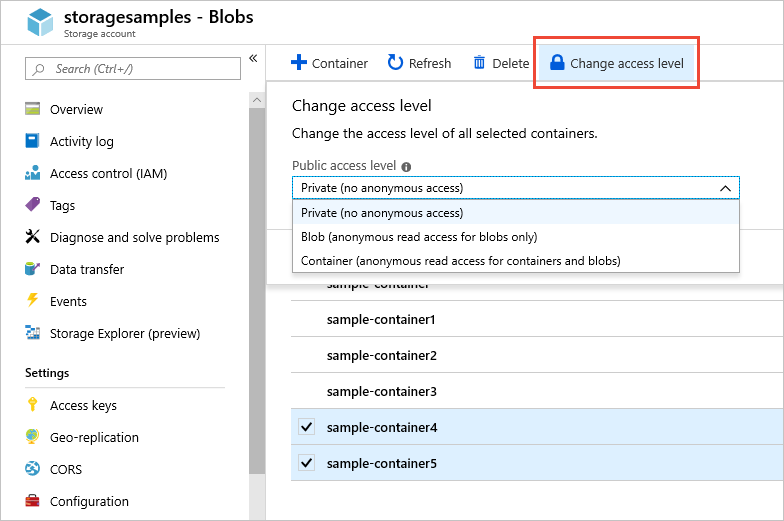 storagesamples - Blobs
Storage account
Search (Ctrl+/)
«
Overview
Activity log
Access control (IAM)
Tags
Diagnose and solve problems
Data transfer
Events
Storage Explorer (preview)
Settings
Access keys
Geo-replication
CORS
Configuration
Container
Refresh
Delete
Change access level
Change access level
Change the access level of all selected containers.
Public access level
Private (no anonymous access)
Private (no anonymous access)
Blob (anonymous read access for blobs only)
Container (anonymous read access for containers and blobs)
sample-container
sample-container1
sample-container2
sample-container3
sample-container4
sample-container5